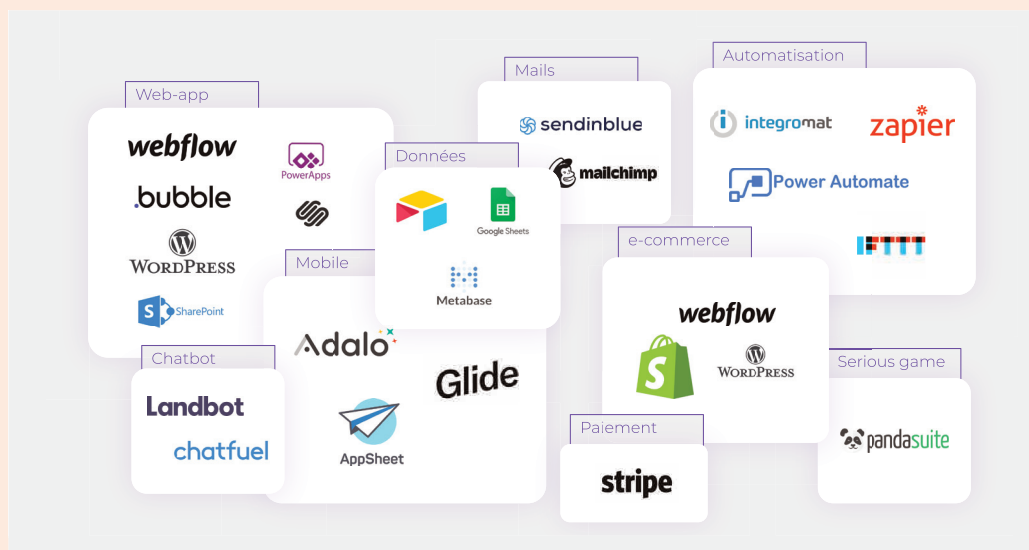 Web-app
webflow
PowerApps
.bubble
WORDPRESS
S SharePoint
Données
Google Sheets
Metabase
Mails
sendinblue
mailchimp
Automatisation
integromat
zapier
Power Automate
IFTTT
Mobile
Adalo
Glide
AppSheet
e-commerce
webflow
S
WORDPRESS
Chatbot
Landbot
chatfuel
Paiement
stripe
Serious game
pandasuite